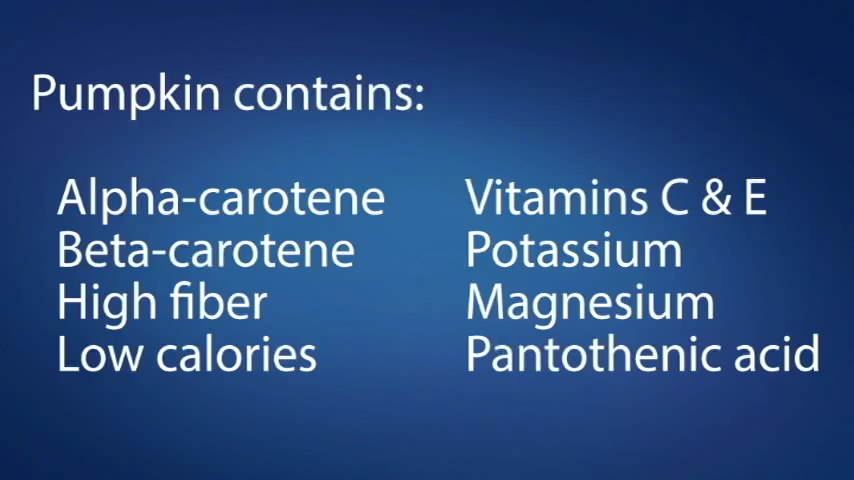 Pumpkin contains:
Alpha-carotene
Beta-carotene
High fiber
Low calories
Vitamins C & E
Potassium
Magnesium
Pantothenic acid